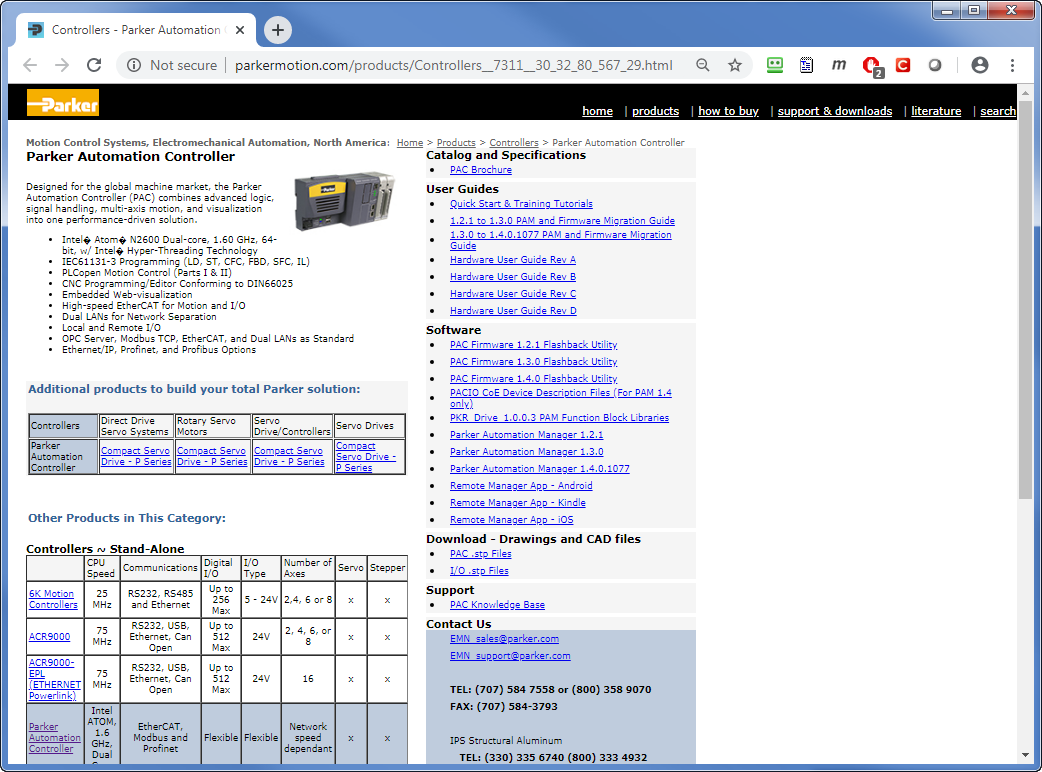 Controllers - Parker Automation
Not secure | parkermotion.com/products/Controllers__7311__30_32_80_567_29.html
2
Parker
home | products | how to buy | support & downloads | literature | search
Motion Control Systems, Electromechanical Automation, North America: Home > Products > Controllers > Parker Automation Controller
Parker Automation Controller
Designed for the global machine market, the Parker
Automation Controller (PAC) combines advanced logic,
signal handling, multi-axis motion, and visualization
into one performance-driven solution.
Parker
• Intel� Atom� N2600 Dual-core, 1.60 GHz, 64-
bit, w/ Intel� Hyper-Threading Technology
• IEC61131-3 Programming (LD, ST, CFC, FBD, SFC, IL)
• PLCopen Motion Control (Parts I & II)
• CNC Programming/Editor Conforming to DIN66025
• Embedded Web-visualization
• High-speed EtherCAT for Motion and I/O
• Dual LANs for Network Separation
• Local and Remote I/O
• OPC Server, Modbus TCP, EtherCAT, and Dual LANs as Standard
• Ethernet/IP, Profinet, and Profibus Options
Additional products to build your total Parker solution:
Controllers
Direct Drive
Servo Systems
Rotary Servo
Motors
Servo
Drive/Controllers
Servo Drives
Parker
Automation
Controller
Compact Servo
Drive - P Series
Compact Servo
Drive - P Series
Compact Servo
Drive - P Series
Compact
Servo Drive -
P Series
Other Products in This Category:
Controllers ~ Stand-Alone
CPU
Speed
Communications
Digital
I/O
I/O
Type
Number of
Axes
Servo
Stepper
6K Motion
Controllers
25
MHz
RS232, RS485
and Ethernet
Up to
256
Max
5 - 24V
2,4, 6 or 8
x
x
ACR9000
75
MHz
RS232, USB,
Ethernet, Can
Open
Up to
512
Max
24V
2, 4, 6, or
8
x
x
ACR9000-
EPL
(ETHERNET
Powerlink)
75
MHz
RS232, USB,
Ethernet, Can
Open
Up to
512
Max
24V
16
x
x
Parker
Automation
Controller
Intel
ATOM,
1.6
GHz,
Dual
EtherCAT,
Modbus and
Profinet
Flexible
Flexible
Network
speed
dependant
x
x
Catalog and Specifications
• PAC Brochure
User Guides
• Quick Start & Training Tutorials
• 1.2.1 to 1.3.0 PAM and Firmware Migration Guide
• 1.3.0 to 1.4.0.1077 PAM and Firmware Migration
Guide
• Hardware User Guide Rev A
• Hardware User Guide Rev B
• Hardware User Guide Rev C
• Hardware User Guide Rev D
Software
• PAC Firmware 1.2.1 Flashback Utility
• PAC Firmware 1.3.0 Flashback Utility
• PAC Firmware 1.4.0 Flashback Utility
• PACIO CoE Device Description Files (For PAM 1.4
only)
• PKR_Drive_1.0.0.3 PAM Function Block Libraries
• Parker Automation Manager 1.2.1
• Parker Automation Manager 1.3.0
• Parker Automation Manager 1.4.0.1077
• Remote Manager App - Android
• Remote Manager App - Kindle
• Remote Manager App - iOS
Download - Drawings and CAD files
• PAC .stp Files
• I/O .stp Files
Support
• PAC Knowledge Base
Contact Us
EMN_sales@parker.com
EMN_support@parker.com
TEL: (707) 584 7558 or (800) 358 9070
FAX: (707) 584-3793
IPS Structural Aluminum
TEL: (330) 335 6740 (800) 333 4932